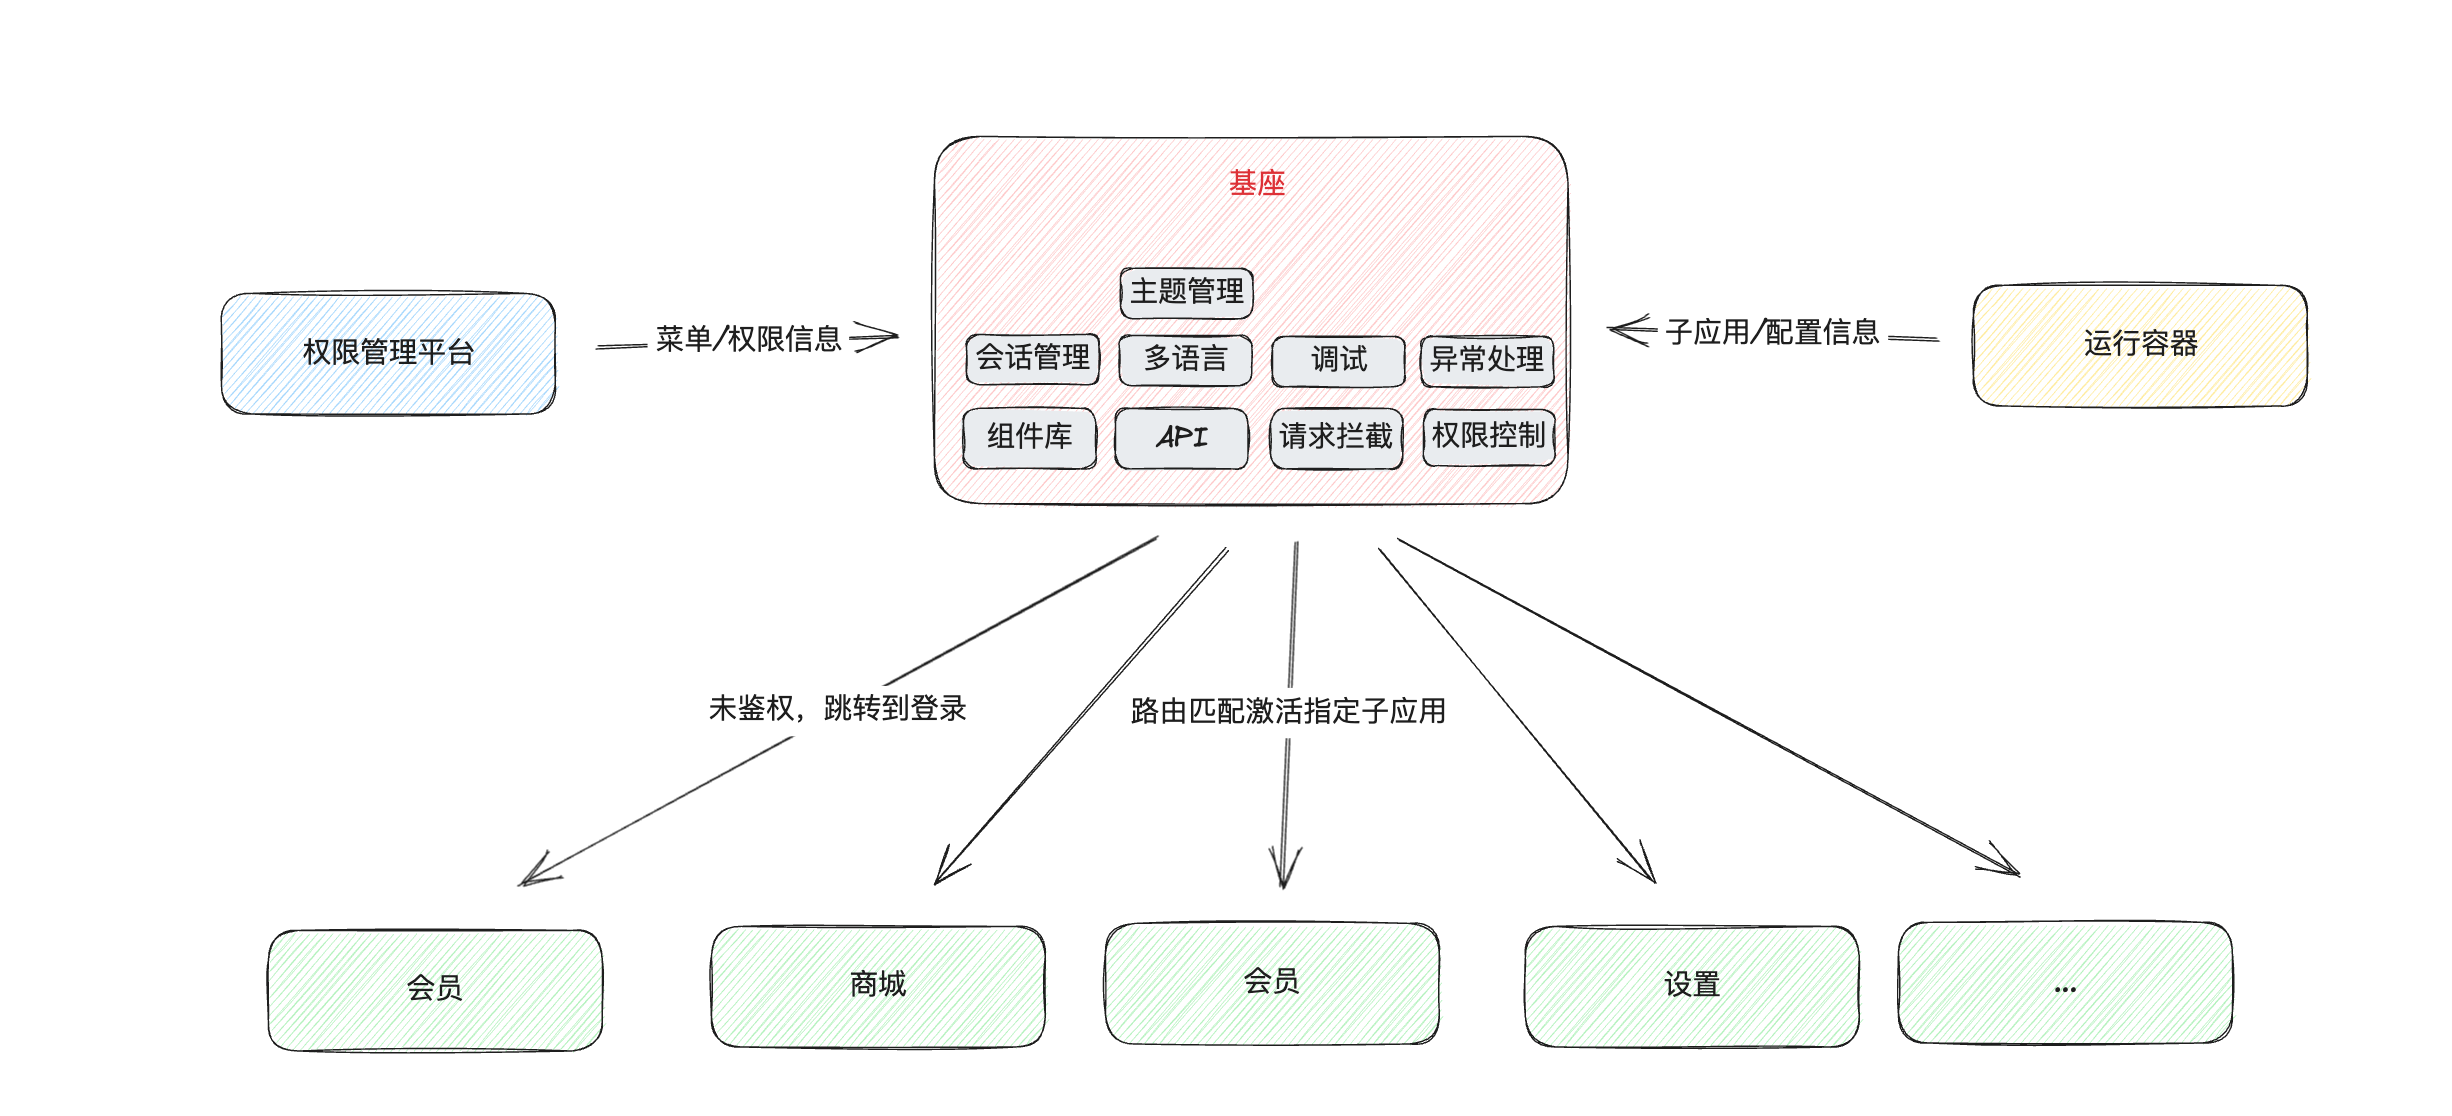 基座
主题管理
会话管理
多语言
调试
异常处理
组件库
API
请求拦截
权限控制
权限管理平台
菜单/权限信息
子应用/配置信息
运行容器
未鉴权，跳转到登录
路由匹配激活指定子应用
会员
商城
会员
设置
...